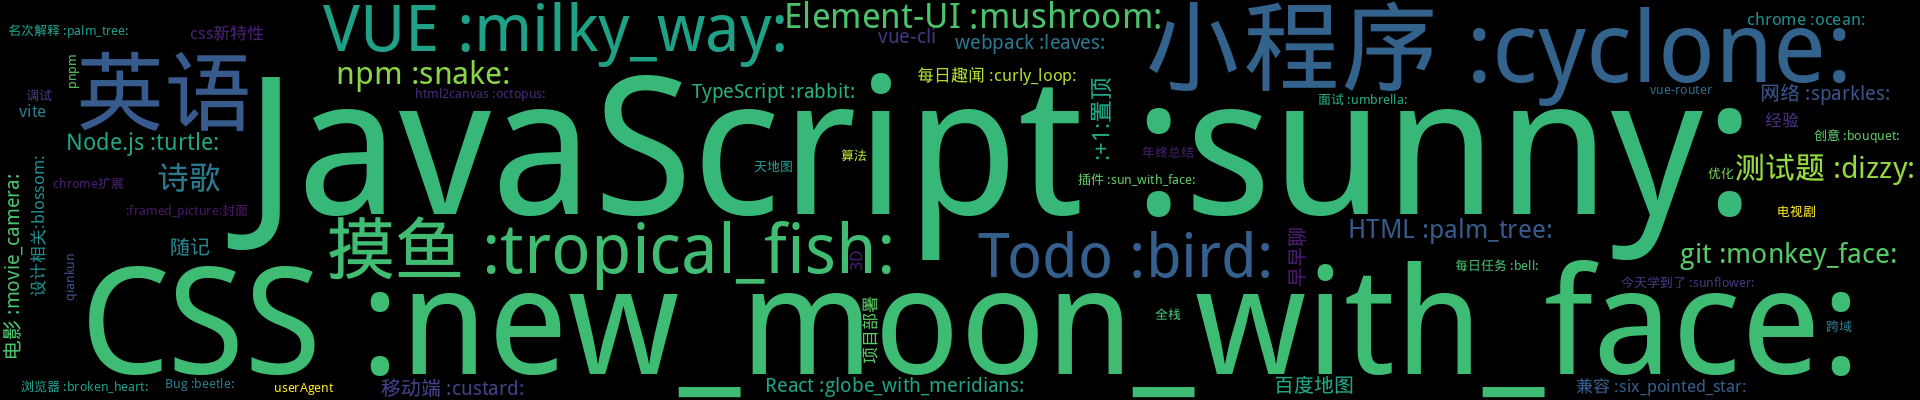 名次解释 :palm_tree:
css新特性
VUE :milky_way:
Element-UI :mushroom:
vue-cli
webpack :leaves:
小程序 :cyclone:
chrome :ocean:
pnpm
英语
npm :snake:
html2canvas :octopus:
TypeScript :rabbit:
每日趣闻 :curly_loop:
:+1:置顶
面试 :umbrella:
vue-router
网络 :sparkles:
调试
vite
经验
JavaScript :sunny:
创意 :bouquet:
Node.js :turtle:
天地图
算法
年终总结
诗歌
chrome扩展
插件 :sun_with_face:
优化
测试题 :dizzy:
:framed_picture:封面
电视剧
电影 :movie_camera:
设计相关:blossom:
随记
qiankun
摸鱼 :tropical_fish:
3D
Todo :bird:
早早聊
HTML :palm_tree:
git :monkey_face:
每日任务 :bell:
今天学到了 :sunflower:
CSS :new_moon_with_face:
项目部署
全栈
跨域
浏览器 :broken_heart:
Bug :beetle:
userAgent
移动端 :custard:
React :globe_with_meridians:
百度地图
兼容 :six_pointed_star: